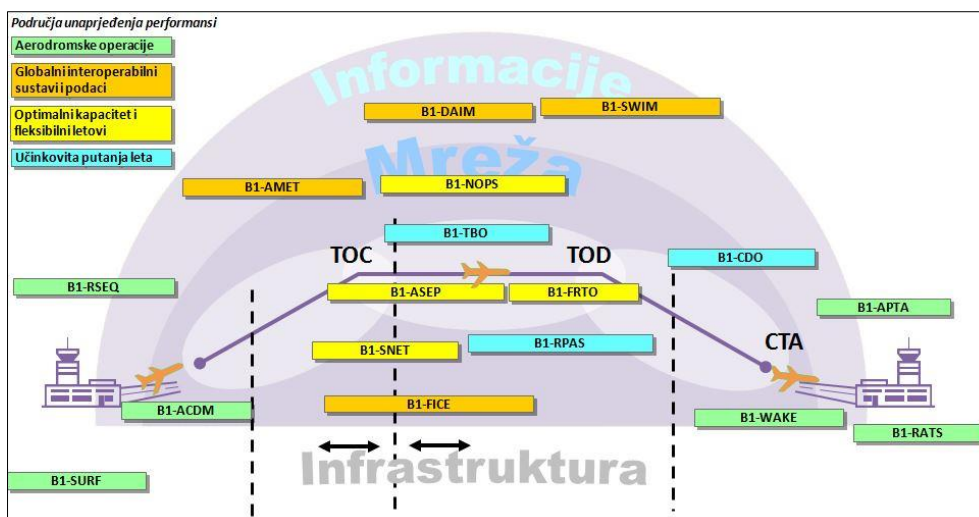 Područja unaprjeđenja performansi
Aerodromske operacije
Globalni interoperabilni
sustavi i podaci
Optimalni kapacitet i
fleksibilni letovi
Učinkovita putanja leta
Informacije
B1-DAIM
B1-SWIM
Mreža
B1-AMET
B1-NOPS
B1-TBO
TOC
TOD
B1-CDO
B1-RSEQ
B1-ASEP
B1-FRTO
B1-APTA
B1-SNET
B1-RPAS
CTA
B1-ACDM
B1-FICE
B1-WAKE
B1-RATS
Infrastruktura
B1-SURF